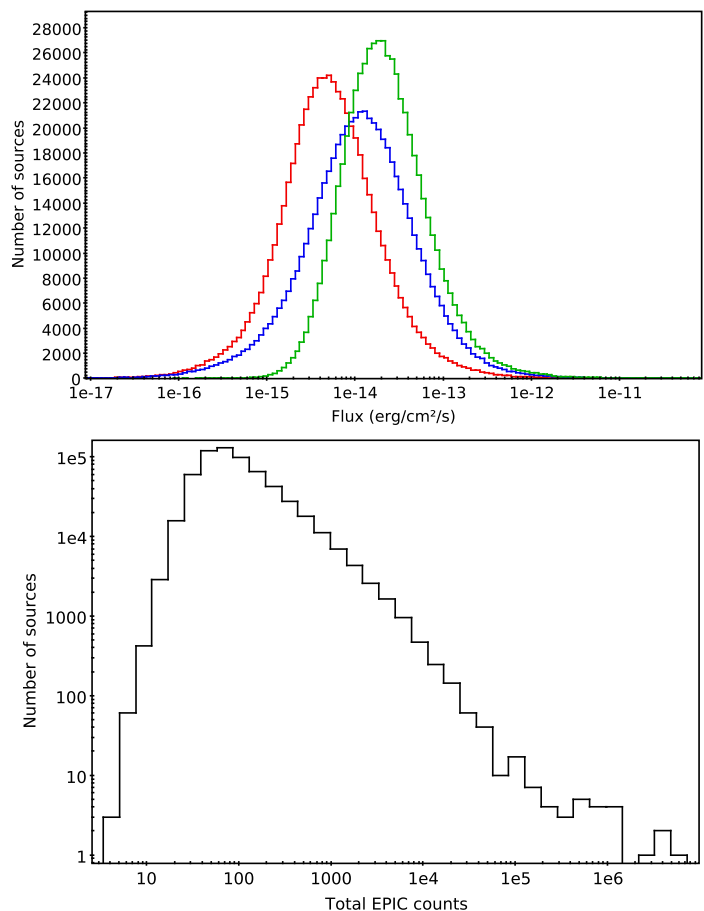 28000
26000
24000
22000
20000
18000
16000
14000
12000
10000
8000
6000
4000
2000
0
Number of sources
1e-17 1e-16 1e-15 1e-14 1e-13 1e-12 1e-11
Flux (erg/cm²/s)
1e5
1e4
1000
100
10
1
Number of sources
10 100 1000 1e4 1e5 1e6
Total EPIC counts